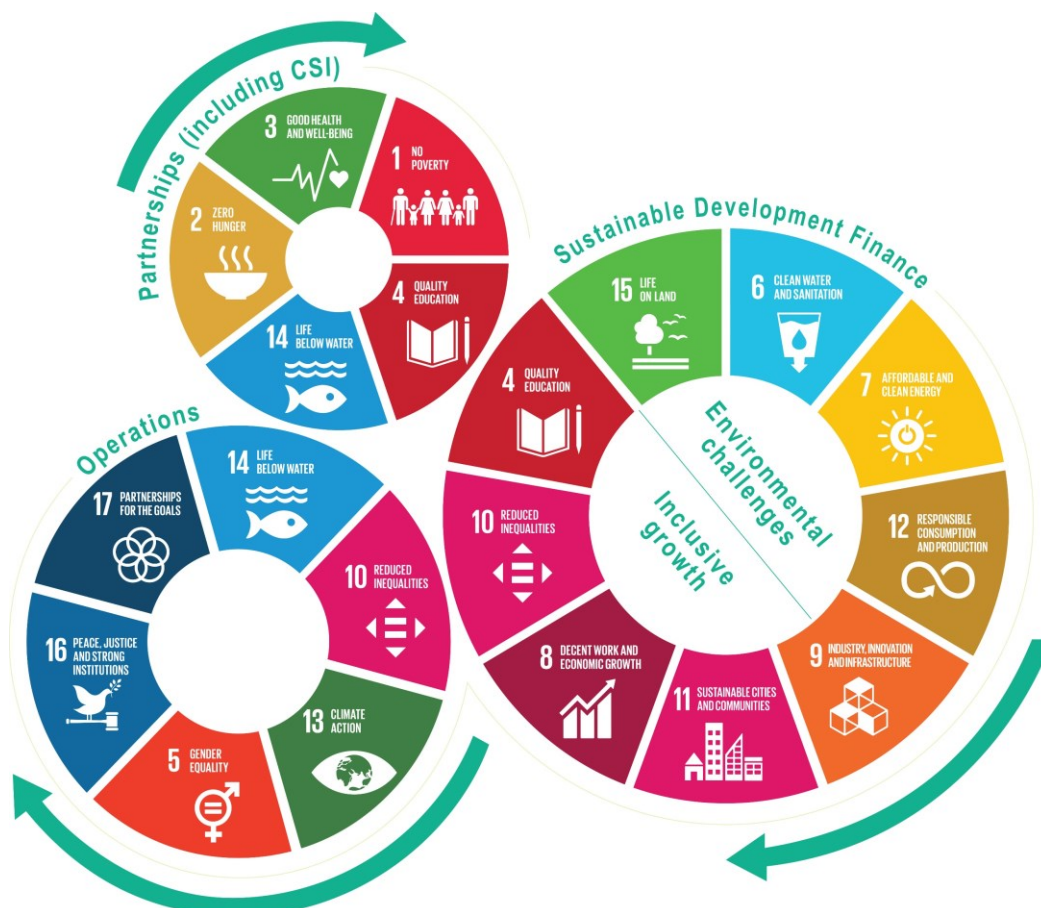 Partnerships (including CSI)
3 GOOD HEALTH
AND WELL-BEING
1 NO
POVERTY
2 ZERO
HUNGER
4 QUALITY
EDUCATION
14 LIFE
BELOW WATER
Sustainable Development Finance
15 LIFE
ON LAND
6 CLEAN WATER
AND SANITATION
4 QUALITY
EDUCATION
7 AFFORDABLE AND
CLEAN ENERGY
Environmental
challenges
Inclusive
growth
10 REDUCED
INEQUALITIES
12 RESPONSIBLE
CONSUMPTION
AND PRODUCTION
8 DECENT WORK AND
ECONOMIC GROWTH
11 SUSTAINABLE CITIES
AND COMMUNITIES
9 INDUSTRY, INNOVATION
AND INFRASTRUCTURE
Operations
17 PARTNERSHIPS
FOR THE GOALS
14 LIFE
BELOW WATER
10 REDUCED
INEQUALITIES
16 PEACE, JUSTICE
AND STRONG
INSTITUTIONS
5 GENDER
EQUALITY
13 CLIMATE
ACTION